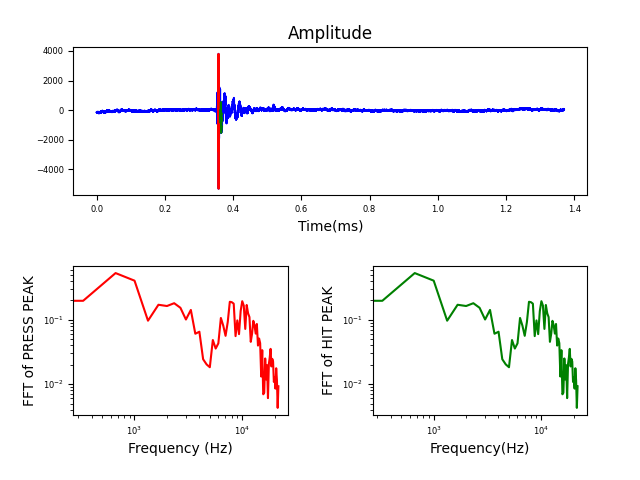 Amplitude
4000
2000
0
−2000
−4000
0.0 0.2 0.4 0.6 0.8 1.0 1.2 1.4
Time(ms)
FFT of PRESS PEAK
10⁻¹
10⁻²
10³ 10⁴
Frequency (Hz)
FFT of HIT PEAK
10⁻¹
10⁻²
10³ 10⁴
Frequency(Hz)